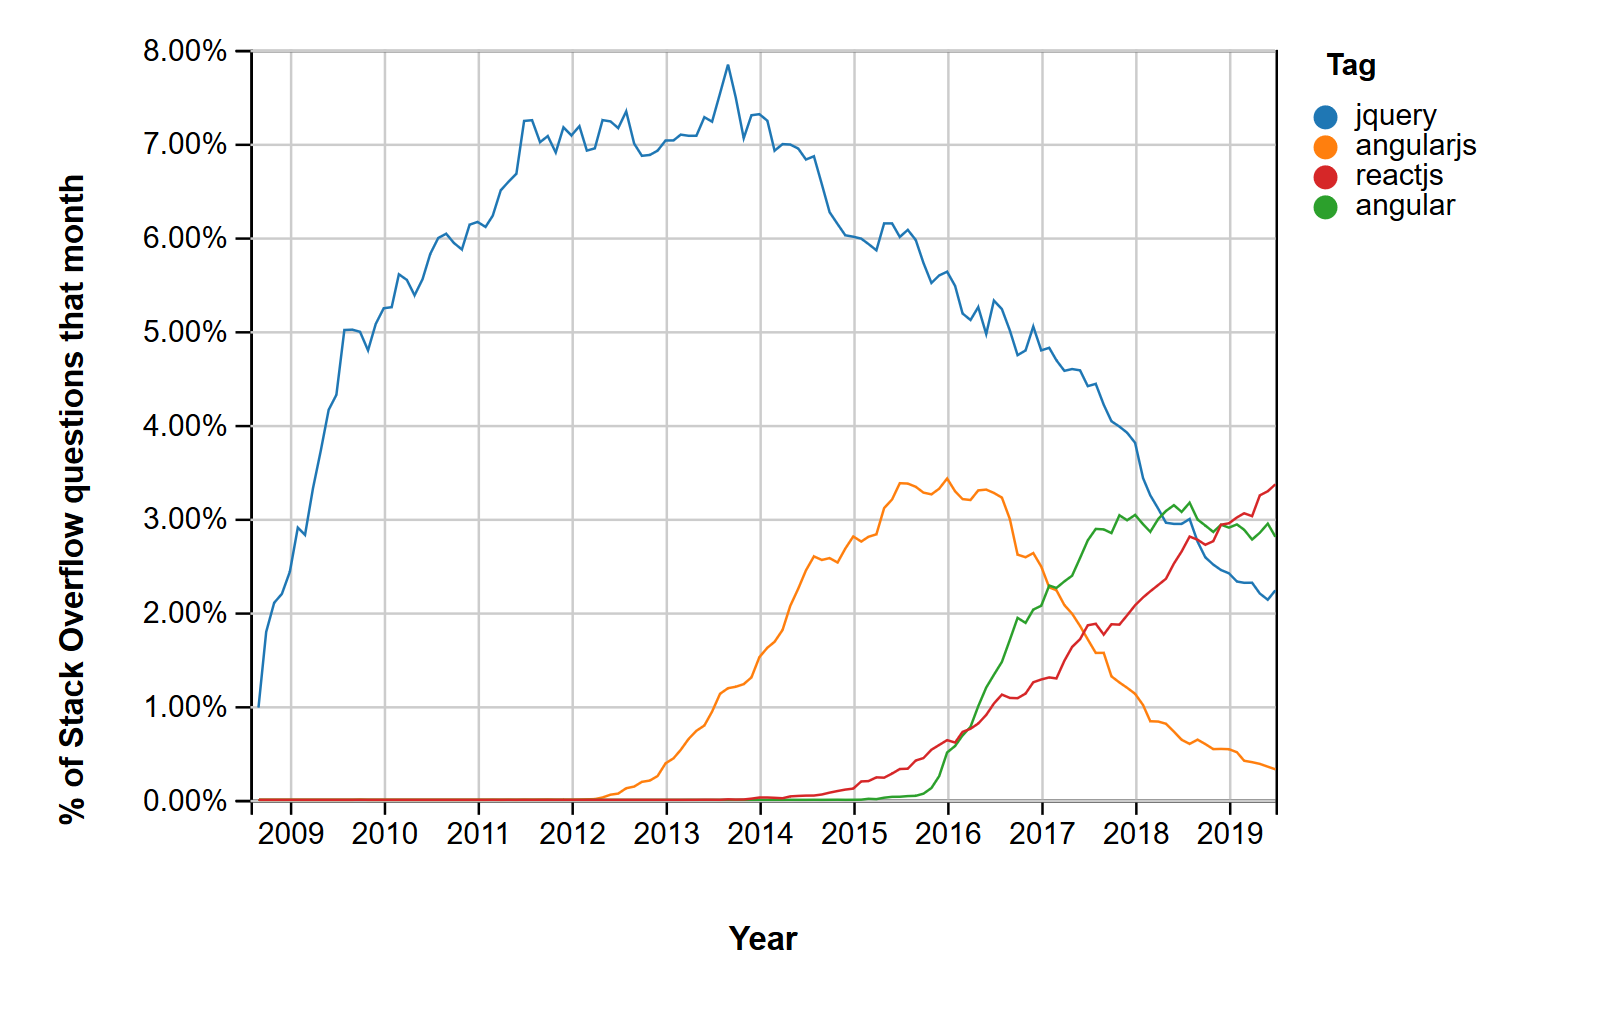 % of Stack Overflow questions that month
8.00%
7.00%
6.00%
5.00%
4.00%
3.00%
2.00%
1.00%
0.00%
2009 2010 2011 2012 2013 2014 2015 2016 2017 2018 2019
Year
Tag
jquery
angularjs
reactjs
angular